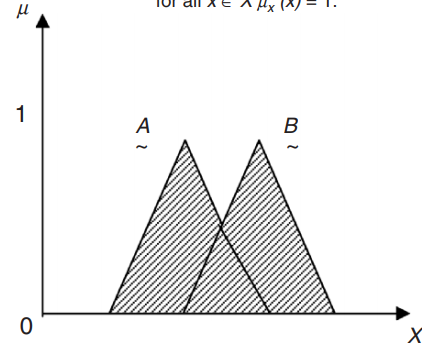 for all x ∈ X μₓ (x) = 1.
μ
1
A B
~ ~
0
X